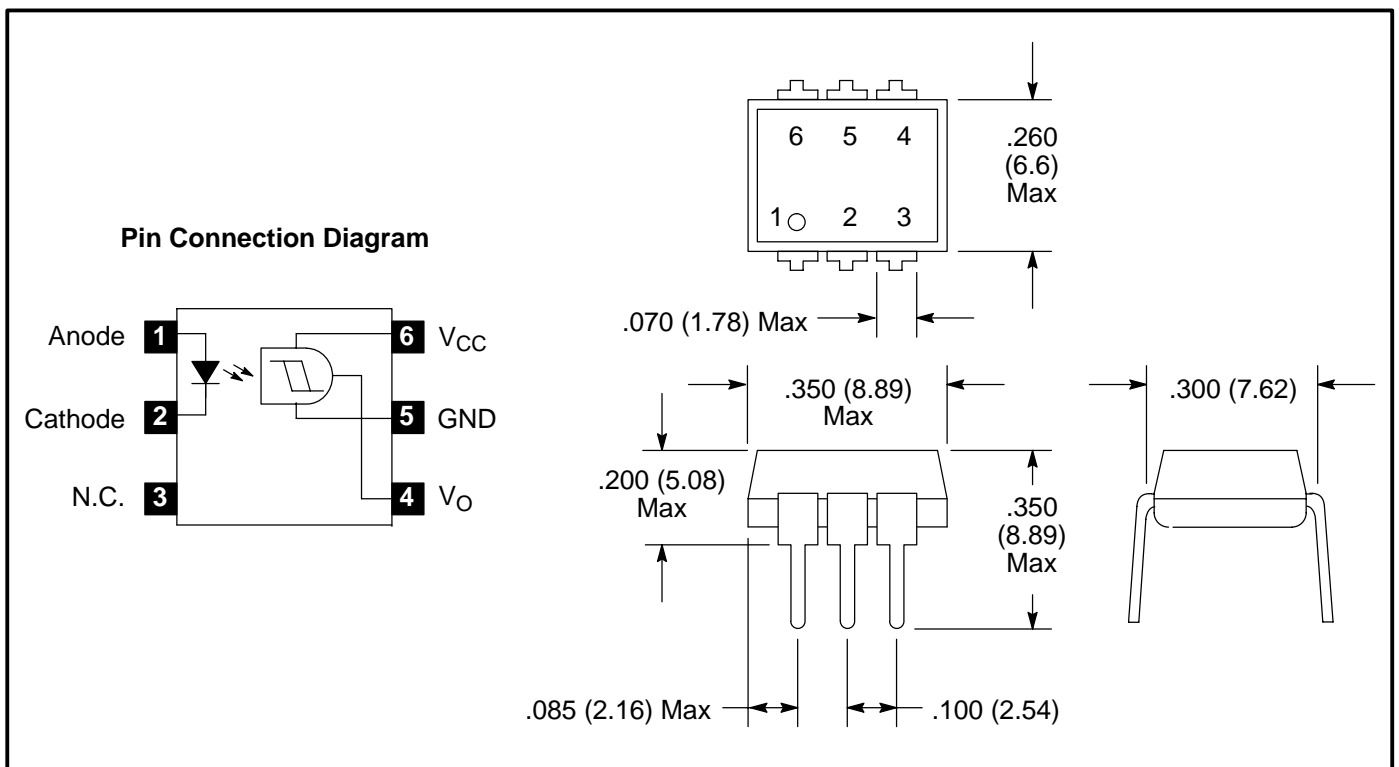 Pin Connection Diagram
Anode 1
Cathode 2
N.C. 3
6 VCC
5 GND
4 VO
6 5 4
1 2 3
.260
(6.6)
Max
.070 (1.78) Max
.350 (8.89)
Max
.300 (7.62)
.200 (5.08)
Max
.350
(8.89)
Max
.085 (2.16) Max
.100 (2.54)